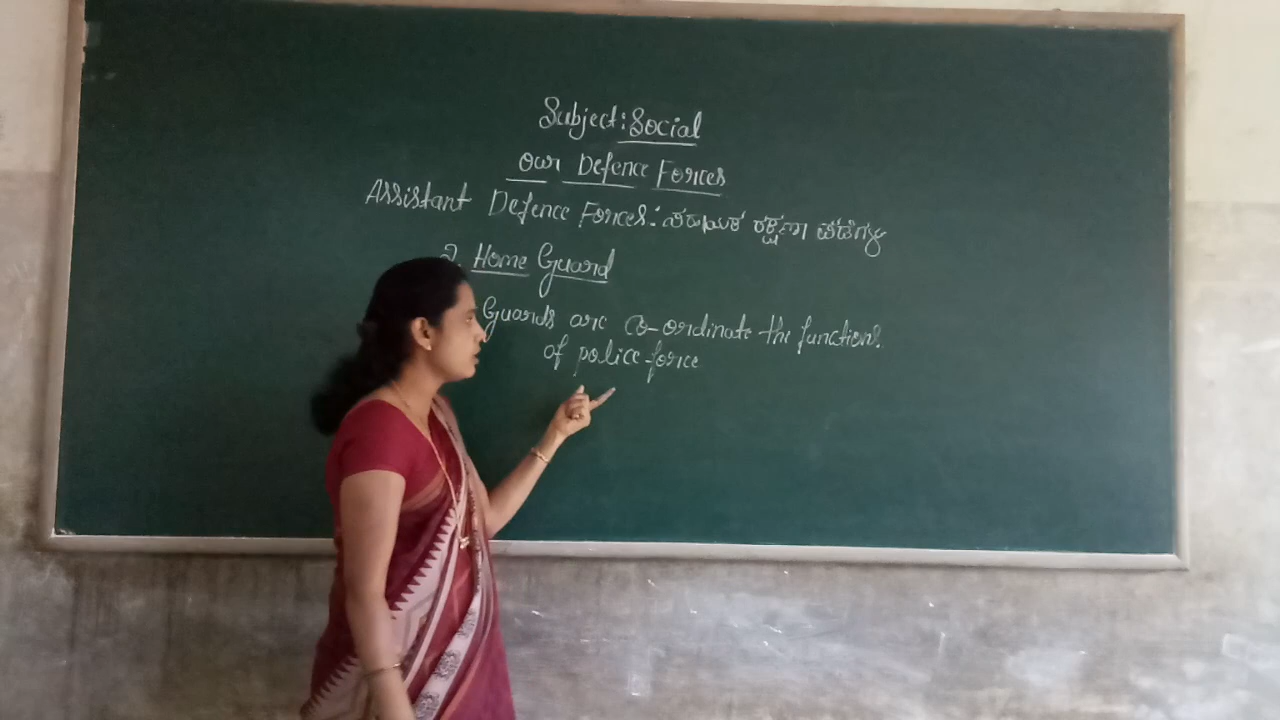 Subject: Social
Our Defence Forces
Assistant Defence Forces: ಸಹಾಯಕ ರಕ್ಷಣಾ ಪಡೆಗಳು
2. Home Guard
Guards are co-ordinate the functions.
of police force